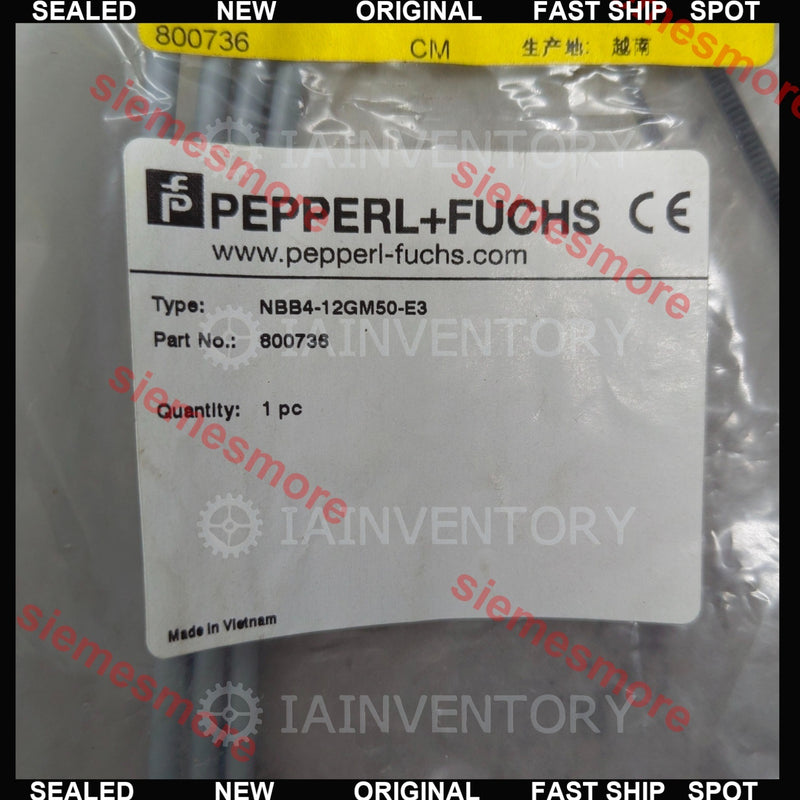 SEALED NEW ORIGINAL FAST SHIP SPOT
800736 CM 生产地: 越南
siemesmore
siemesmore
IAINVENTORY
PEPPERL+FUCHS CE
www.pepperl-fuchs.com
siemesmore
Type: NBB4-12GM50-E3
IAINVENTORY
Part No.: 800736
siemesmore
Quantity: 1 pc
IAINVENTORY
siemesmore
siemesmore
Made in Vietnam
IAINVENTORY
SEALED NEW ORIGINAL FAST SHIP SPOT